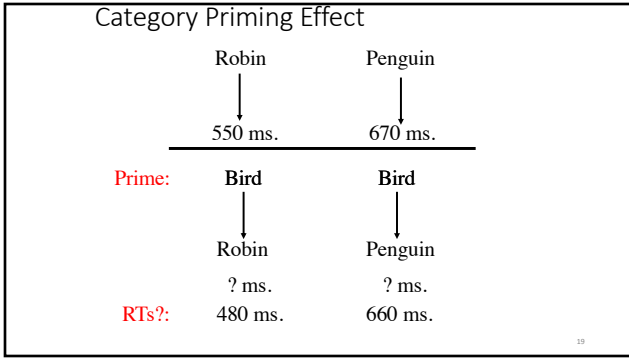 Category Priming Effect
Robin Penguin
550 ms. 670 ms.
Prime: Bird Bird
Robin Penguin
? ms. ? ms.
RTs?: 480 ms. 660 ms.
19